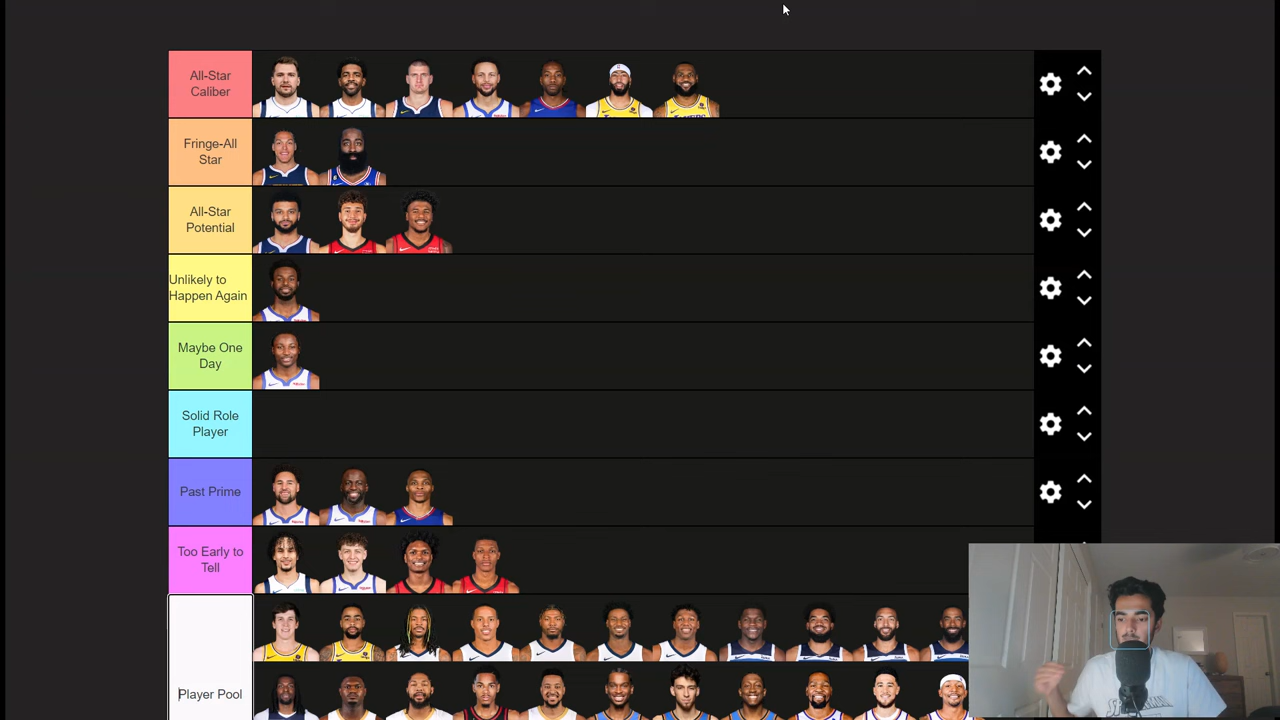 All-Star
Caliber
Fringe-All
Star
All-Star
Potential
Unlikely to
Happen Again
Maybe One
Day
Solid Role
Player
Past Prime
Too Early to
Tell
Player Pool